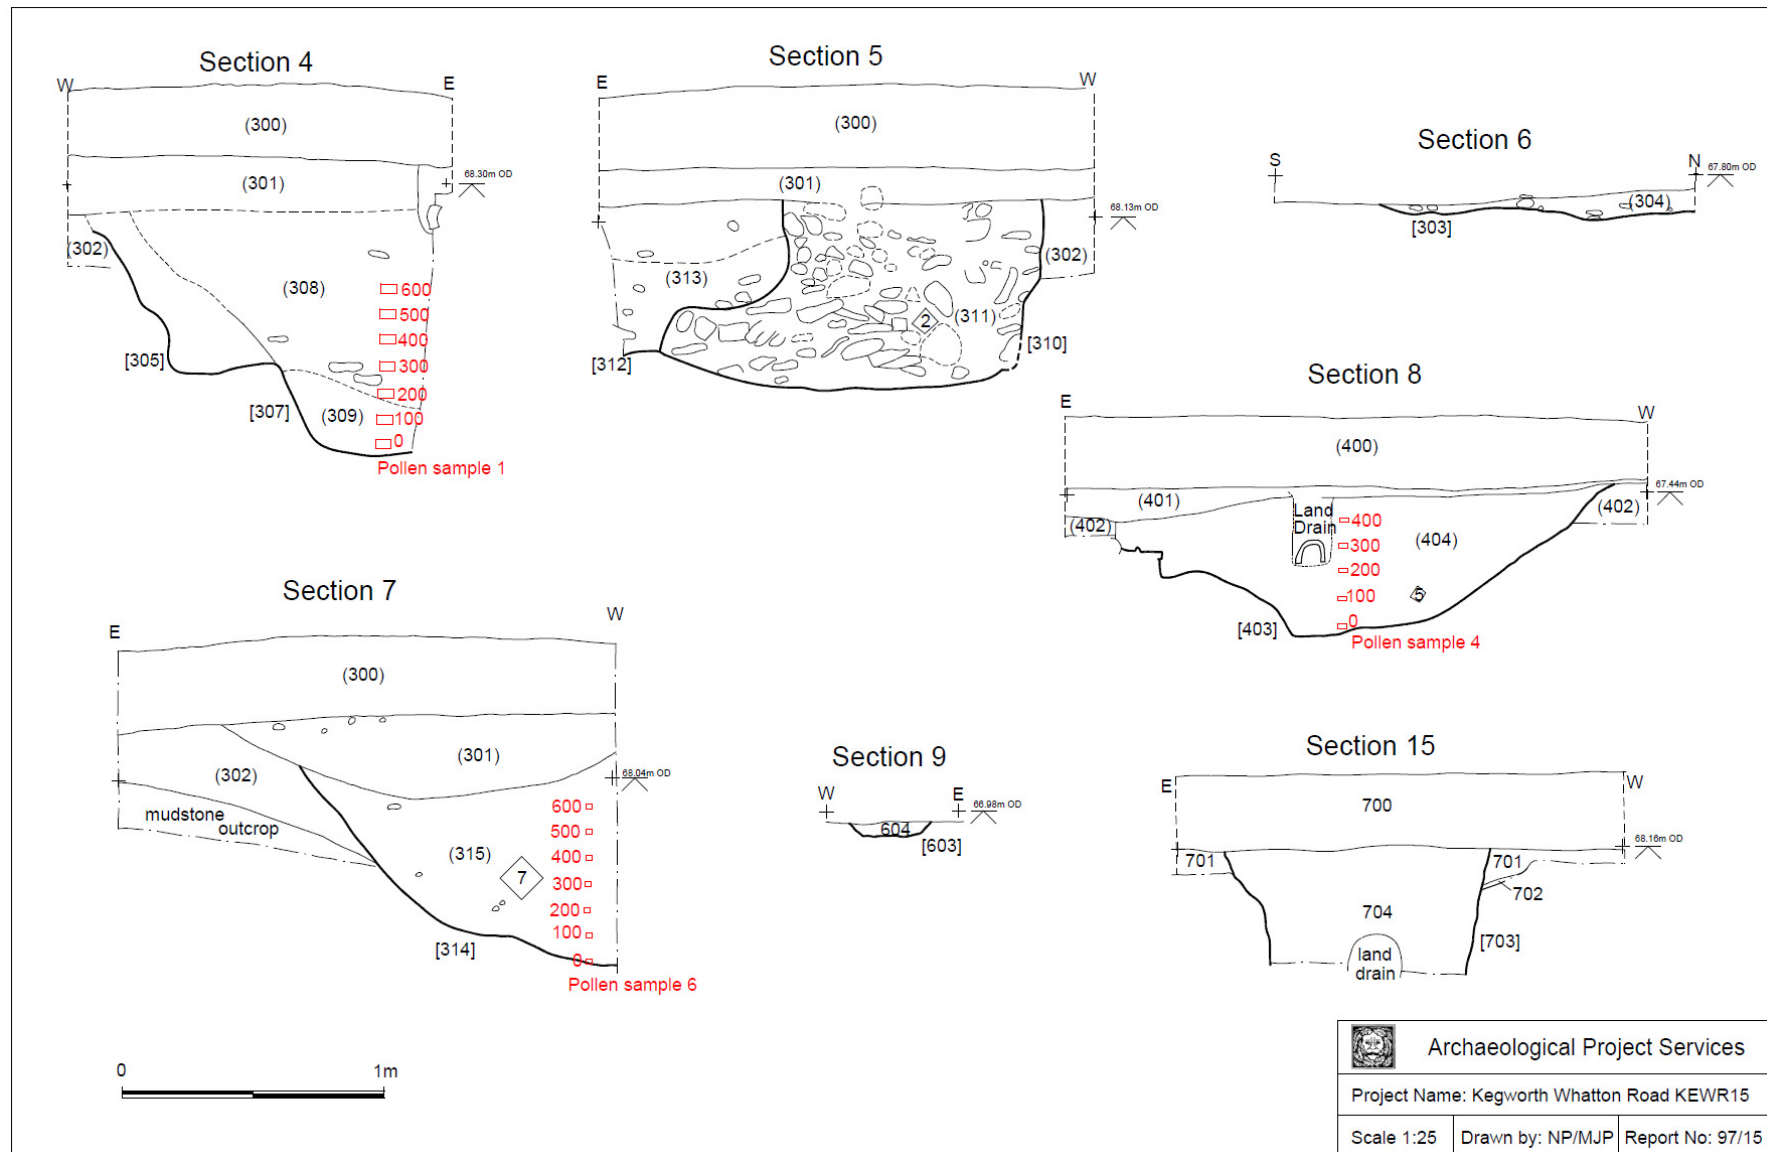 Section 4
W
E
(300)
(301)
68.30m OD
(302)
(308)
600
500
400
300
200
100
0
[305]
[307]
(309)
Pollen sample 1
Section 5
E
W
(300)
(301)
68.13m OD
(302)
(313)
2
(311)
[310]
[312]
Section 6
S
N
67.80m OD
(304)
[303]
Section 8
E
W
(400)
67.44m OD
(401)
(402)
(402)
Land
Drain
400
300
200
100
0
(404)
5
[403]
Pollen sample 4
Section 7
E
W
(300)
(301)
(302)
68.04m OD
mudstone
outcrop
600
500
400
300
200
100
0
(315)
7
[314]
Pollen sample 6
Section 9
W
E
66.98m OD
604
[603]
Section 15
E
W
700
68.16m OD
701
701
702
704
[703]
land
drain
0
1m
Archaeological Project Services
Project Name: Kegworth Whatton Road KEWR15
Scale 1:25
Drawn by: NP/MJP
Report No: 97/15